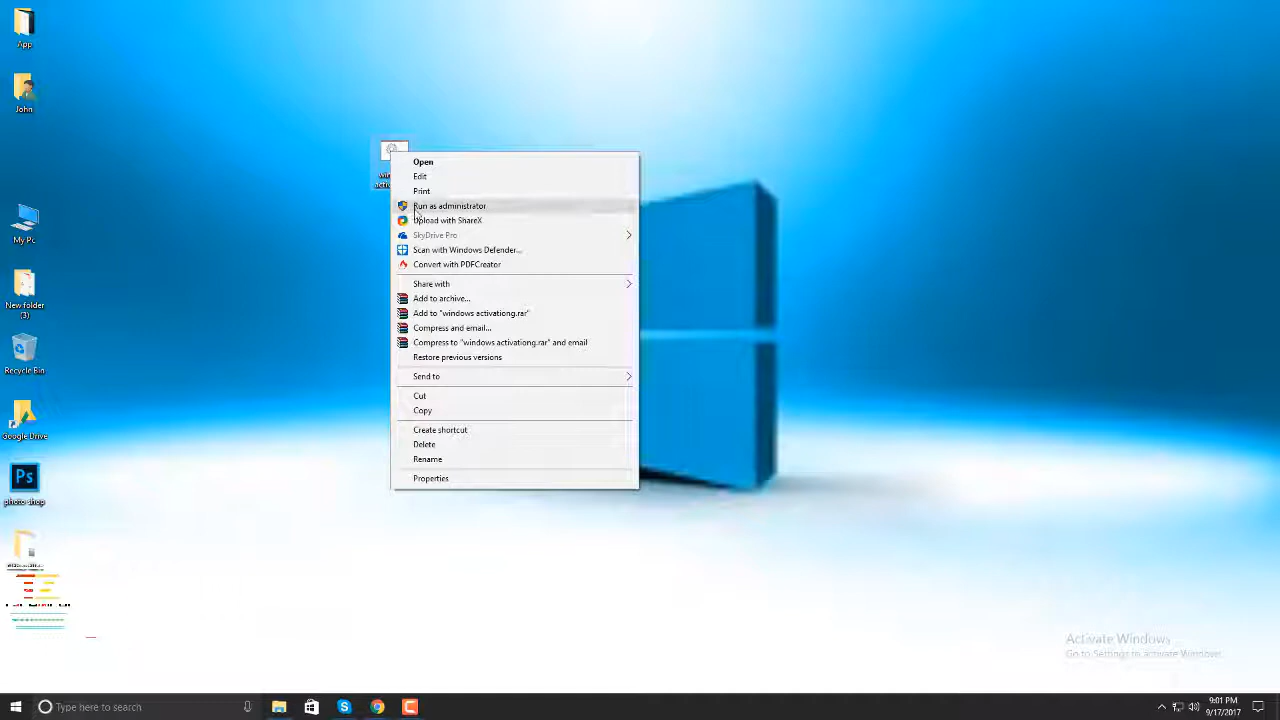 App
John
My Pc
New folder
(3)
Recycle Bin
Google Drive
Ps
photo shop
Open
Edit
Print
Run as administrator
Upload with ShareX
SkyDrive Pro
Scan with Windows Defender...
Convert with PDFCreator
Share with
Add to archive...
Add to "windows activationg.rar"
Compress and email...
Compress to "windows activationg.rar" and email
Restore previous versions
Send to
Cut
Copy
Create shortcut
Delete
Rename
Properties
Activate Windows
Go to Settings to activate Windows.
Type here to search
9:01 PM
9/17/2017